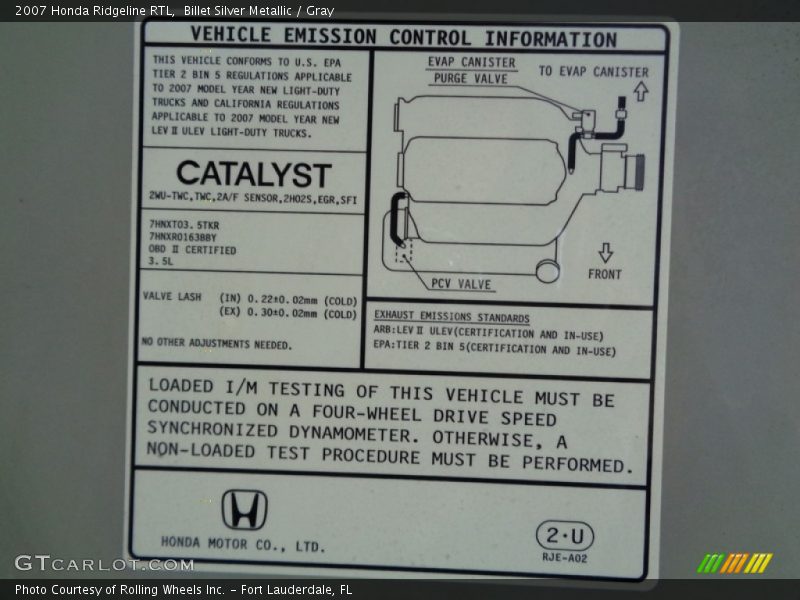 2007 Honda Ridgeline RTL,  Billet Silver Metallic / Gray
VEHICLE EMISSION CONTROL INFORMATION
THIS VEHICLE CONFORMS TO U.S. EPA
TIER 2 BIN 5 REGULATIONS APPLICABLE
TO 2007 MODEL YEAR NEW LIGHT-DUTY
TRUCKS AND CALIFORNIA REGULATIONS
APPLICABLE TO 2007 MODEL YEAR NEW
LEV II ULEV LIGHT-DUTY TRUCKS.
CATALYST
2WU-TWC,TWC,2A/F SENSOR,2HO2S,EGR,SFI
7HNXT03.5TKR
7HNXR0163BBY
OBD II CERTIFIED
3.5L
VALVE LASH (IN) 0.22±0.02mm (COLD)
(EX) 0.30±0.02mm (COLD)
NO OTHER ADJUSTMENTS NEEDED.
EVAP CANISTER
PURGE VALVE
TO EVAP CANISTER
FRONT
PCV VALVE
EXHAUST EMISSIONS STANDARDS
ARB:LEV II ULEV(CERTIFICATION AND IN-USE)
EPA:TIER 2 BIN 5(CERTIFICATION AND IN-USE)
LOADED I/M TESTING OF THIS VEHICLE MUST BE
CONDUCTED ON A FOUR-WHEEL DRIVE SPEED
SYNCHRONIZED DYNAMOMETER. OTHERWISE, A
NON-LOADED TEST PROCEDURE MUST BE PERFORMED.
HONDA MOTOR CO., LTD.
2·U
RJE-A02
GTCARLOT.COM
Photo Courtesy of Rolling Wheels Inc. – Fort Lauderdale, FL